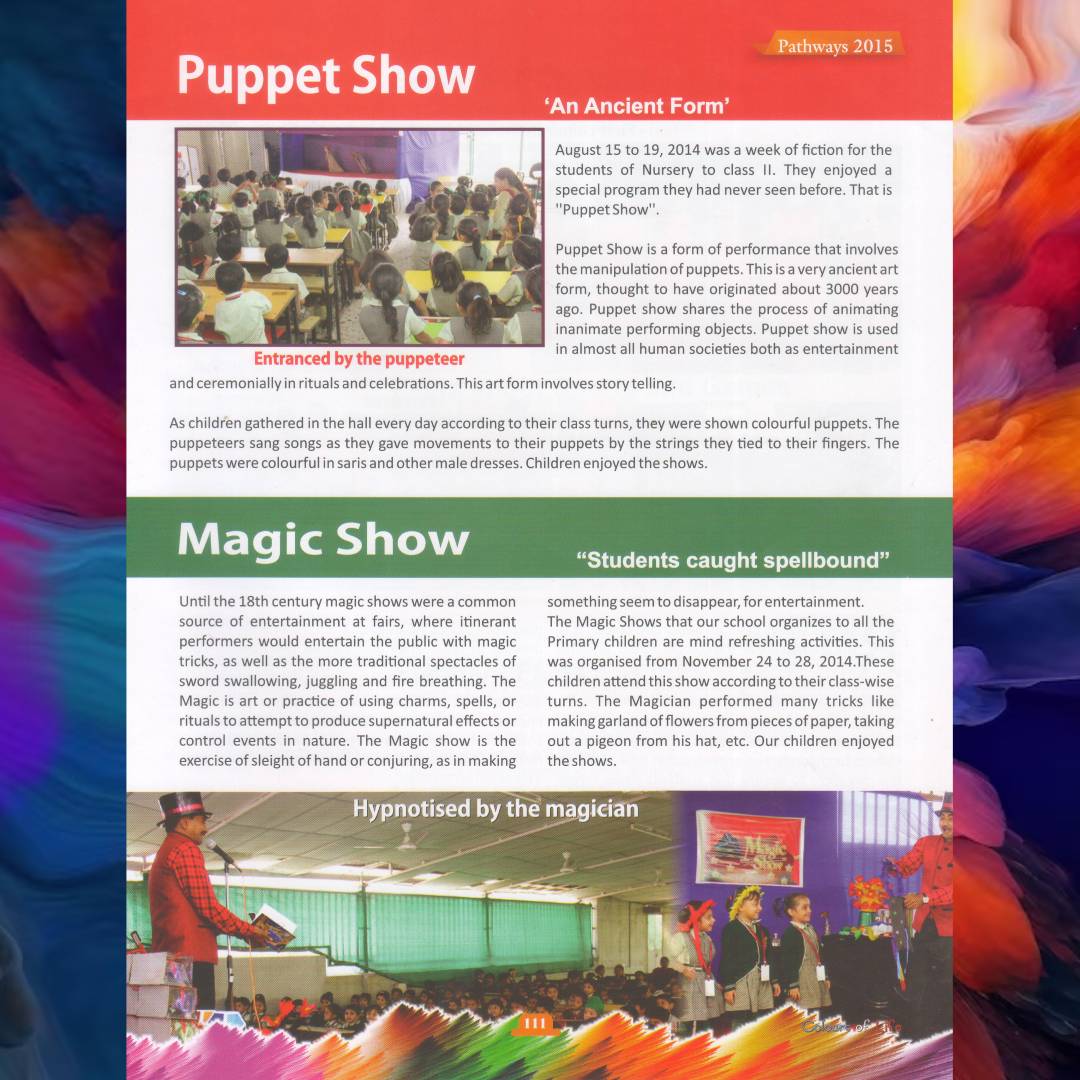 Pathways 2015
Puppet Show
‘An Ancient Form’
August 15 to 19, 2014 was a week of fiction for the
students of Nursery to class II. They enjoyed a
special program they had never seen before. That is
"Puppet Show".
Puppet Show is a form of performance that involves
the manipulation of puppets. This is a very ancient art
form, thought to have originated about 3000 years
ago. Puppet show shares the process of animating
inanimate performing objects. Puppet show is used
in almost all human societies both as entertainment
Entranced by the puppeteer
and ceremonially in rituals and celebrations. This art form involves story telling.
As children gathered in the hall every day according to their class turns, they were shown colourful puppets. The
puppeteers sang songs as they gave movements to their puppets by the strings they tied to their fingers. The
puppets were colourful in saris and other male dresses. Children enjoyed the shows.
Magic Show
“Students caught spellbound”
Until the 18th century magic shows were a common
source of entertainment at fairs, where itinerant
performers would entertain the public with magic
tricks, as well as the more traditional spectacles of
sword swallowing, juggling and fire breathing. The
Magic is art or practice of using charms, spells, or
rituals to attempt to produce supernatural effects or
control events in nature. The Magic show is the
exercise of sleight of hand or conjuring, as in making
something seem to disappear, for entertainment.
The Magic Shows that our school organizes to all the
Primary children are mind refreshing activities. This
was organised from November 24 to 28, 2014.These
children attend this show according to their class-wise
turns. The Magician performed many tricks like
making garland of flowers from pieces of paper, taking
out a pigeon from his hat, etc. Our children enjoyed
the shows.
Hypnotised by the magician
Magic
Show
111
Colours of